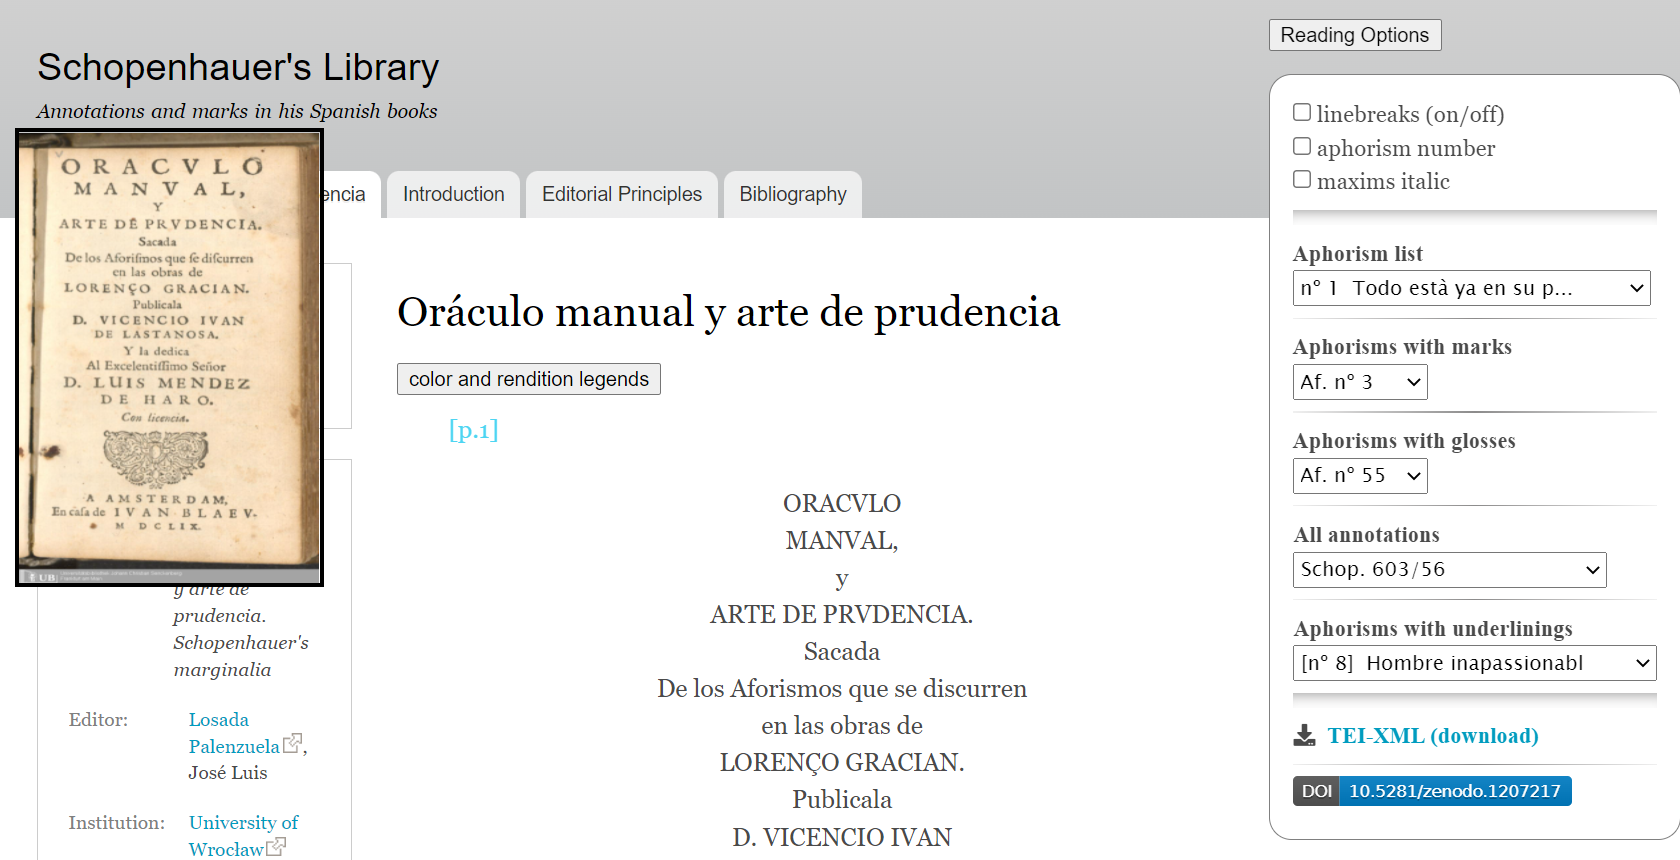 Schopenhauer's Library
Annotations and marks in his Spanish books
encia
Introduction
Editorial Principles
Bibliography
ORACVLO
MANVAL,
Y
ARTE DE PRVDENCIA.
Sacada
De los Aforismos que se discurren
en las obras de
LORENÇO GRACIAN.
Publicala
D. VICENCIO IVAN
DE LASTANOSA.
Y la dedica
Al Excelentissimo Señor
D. LUIS MENDEZ
DE HARO.
Con licencia.
A AMSTERDAM,
En casa de IVAN BLAEV.
M DCLIX.
UB
y arte de
prudencia.
Schopenhauer's
marginalia
Editor:
Losada
Palenzuela,
José Luis
Institution:
University of
Wrocław
Oráculo manual y arte de prudencia
color and rendition legends
[p.1]
ORACVLO
MANVAL,
y
ARTE DE PRVDENCIA.
Sacada
De los Aforismos que se discurren
en las obras de
LORENÇO GRACIAN.
Publicala
D. VICENCIO IVAN
Reading Options
linebreaks (on/off)
aphorism number
maxims italic
Aphorism list
n° 1 Todo està ya en su p...
Aphorisms with marks
Af. n° 3
Aphorisms with glosses
Af. n° 55
All annotations
Schop. 603/56
Aphorisms with underlinings
[n° 8] Hombre inapassionabl
TEI-XML (download)
DOI 10.5281/zenodo.1207217